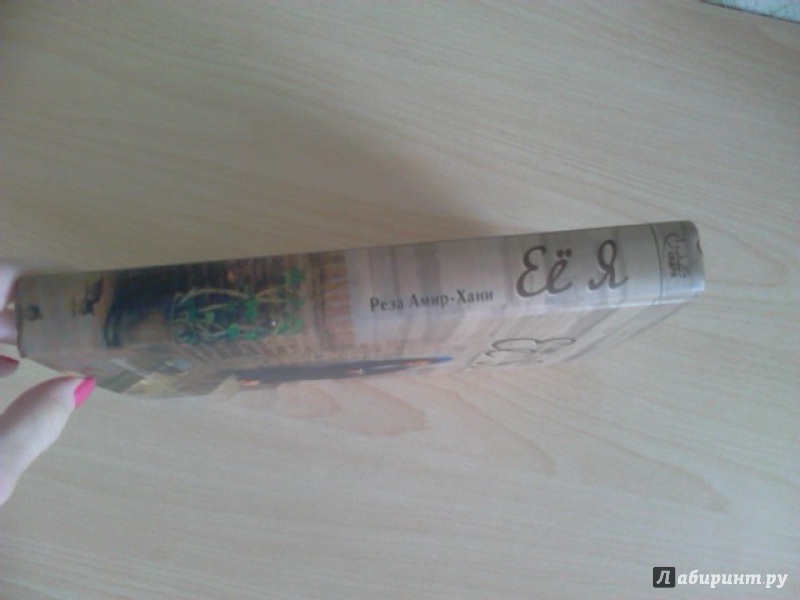 Реза Амир-Хани
Её Я
Лабиринт.ру